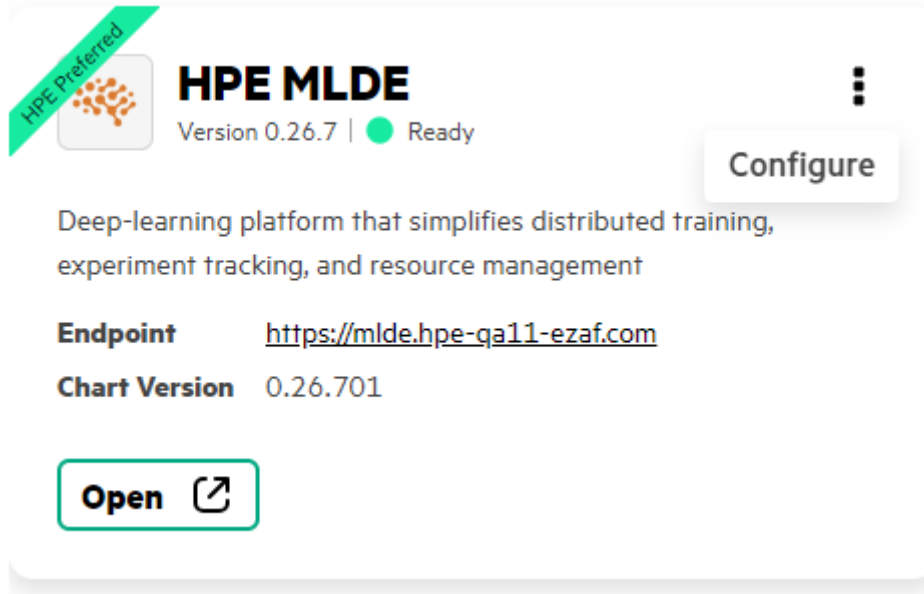 HPE Preferred
HPE MLDE
Version 0.26.7 | Ready
Configure
Deep-learning platform that simplifies distributed training,
experiment tracking, and resource management
Endpoint https://mlde.hpe-qa11-ezaf.com
Chart Version 0.26.701
Open